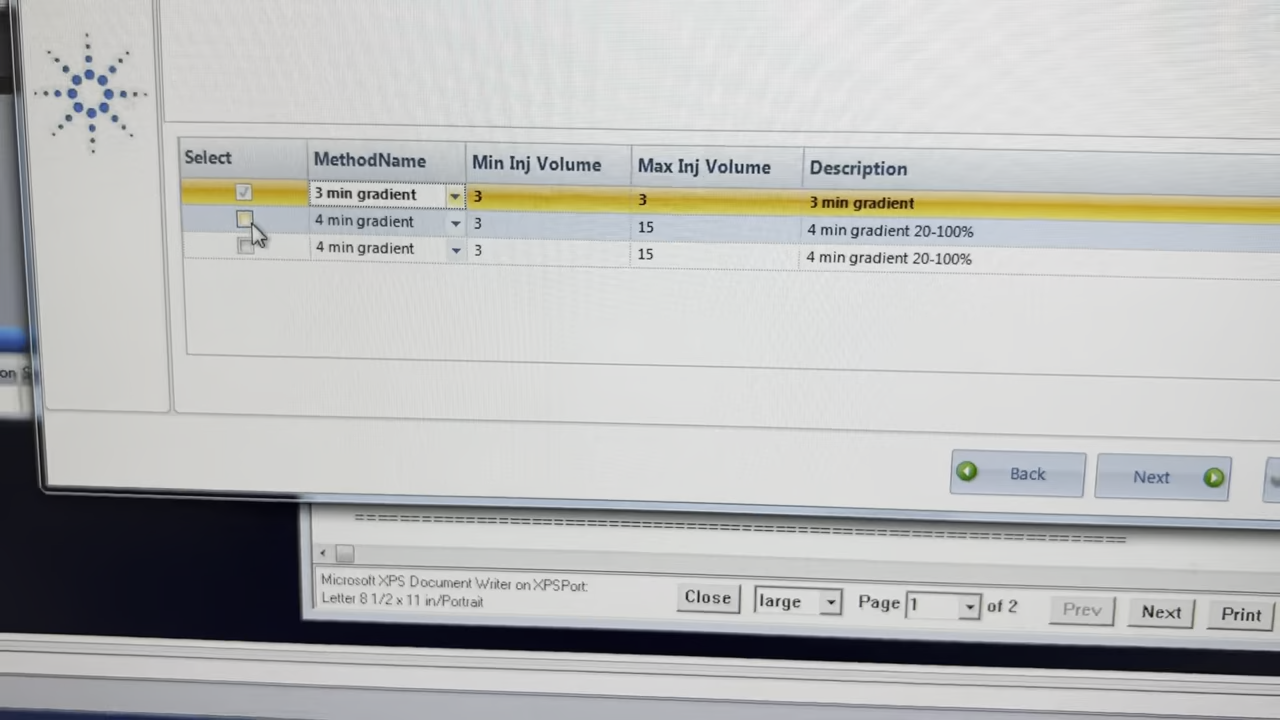 Select MethodName Min Inj Volume Max Inj Volume Description
3 min gradient 3 3 3 min gradient
4 min gradient 3 15 4 min gradient 20-100%
4 min gradient 3 15 4 min gradient 20-100%
on
Back Next
Microsoft XPS Document Writer on XPSPort:
Letter 8 1/2 x 11 in/Portrait
Close large Page 1 of 2 Prev Next Print